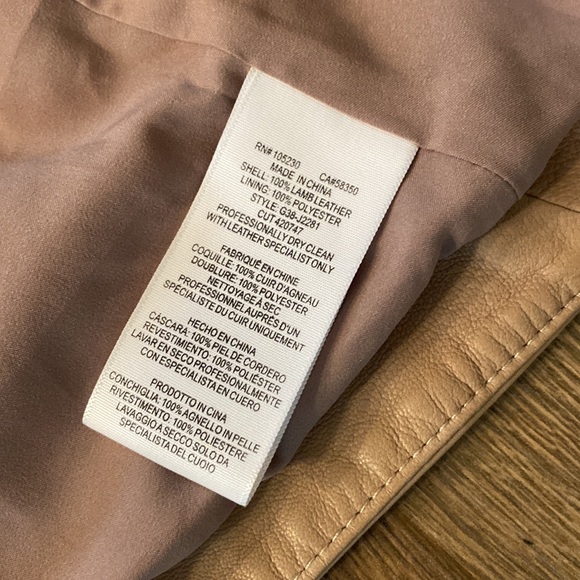 RN# 105230 CA#58350
MADE IN CHINA
SHELL: 100% LAMB LEATHER
LINING: 100% POLYESTER
STYLE: G38-J2281
CUT 420747
PROFESSIONALLY DRY CLEAN
WITH LEATHER SPECIALIST ONLY
FABRIQUÉ EN CHINE
COQUILLE: 100% CUIR D'AGNEAU
DOUBLURE: 100% POLYESTER
NETTOYAGE À SEC
PROFESSIONNEL AUPRÈS D'UN
SPÉCIALISTE DU CUIR UNIQUEMENT
HECHO EN CHINA
CÁSCARA: 100% PIEL DE CORDERO
REVESTIMIENTO: 100% POLIÉSTER
LAVAR EN SECO PROFESIONALMENTE
CON ESPECIALISTA EN CUERO
PRODOTTO IN CINA
CONCHIGLIA: 100% AGNELLO IN PELLE
RIVESTIMENTO: 100% POLIESTERE
LAVAGGIO A SECCO SOLO DA
SPECIALISTA DEL CUOIO